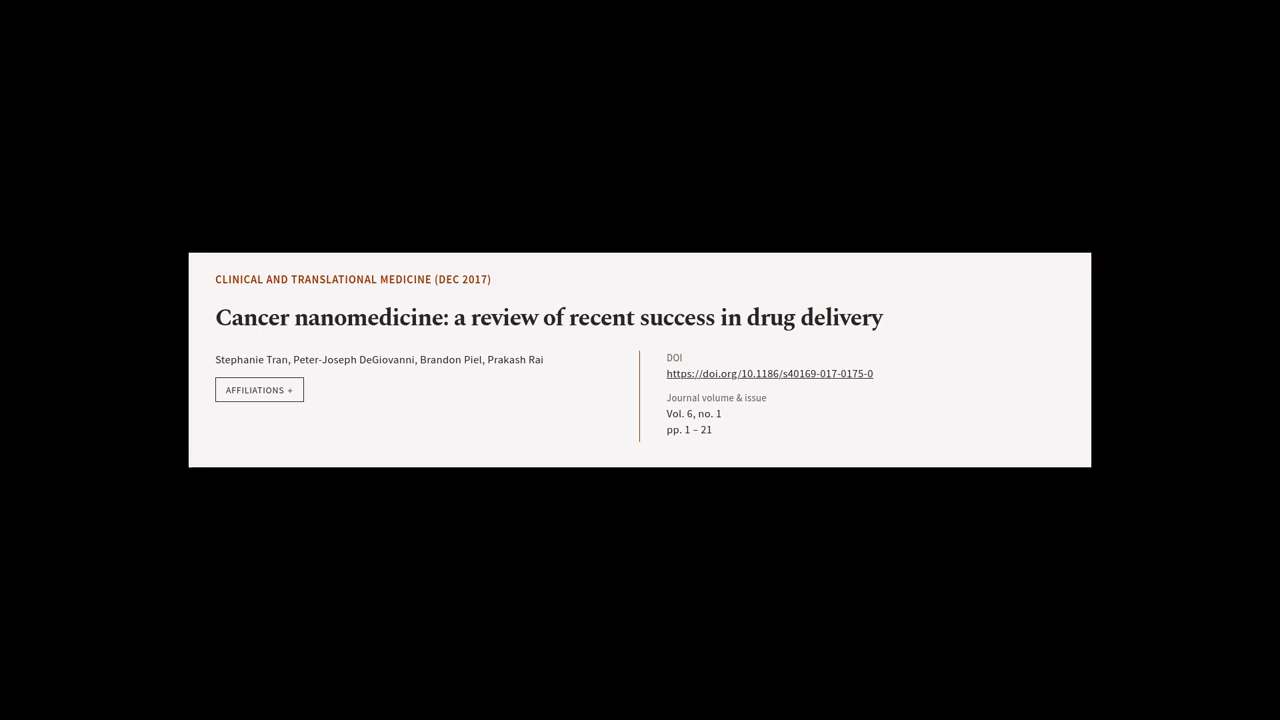 CLINICAL AND TRANSLATIONAL MEDICINE (DEC 2017)
Cancer nanomedicine: a review of recent success in drug delivery
Stephanie Tran, Peter-Joseph DeGiovanni, Brandon Piel, Prakash Rai
AFFILIATIONS +
DOI
https://doi.org/10.1186/s40169-017-0175-0
Journal volume & issue
Vol. 6, no. 1
pp. 1 – 21